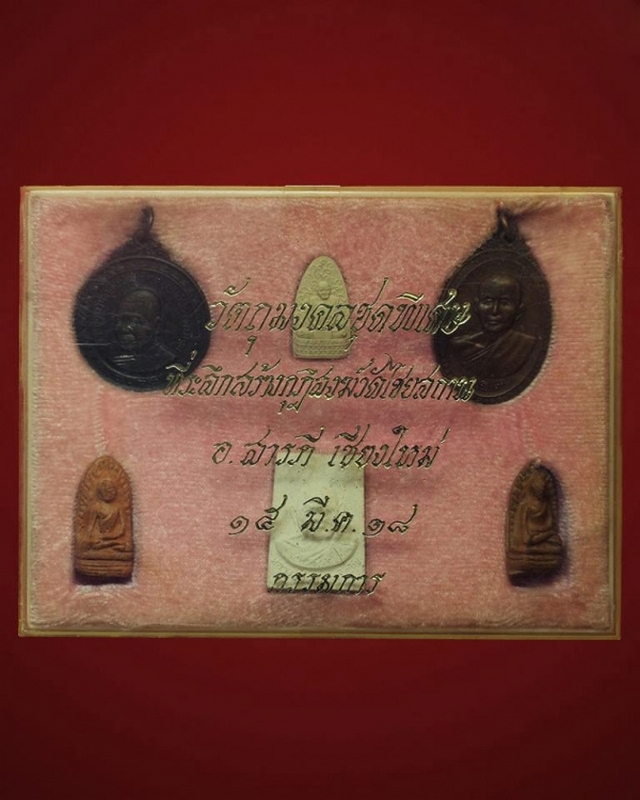 วัตถุมงคลชุดพิเศษ
ที่ระลึกสร้างกุฏิสงฆ์วัดไชยสถาน
อ.สารภี เชียงใหม่
๑๕ มี.ค.๑๘
กรรมการ